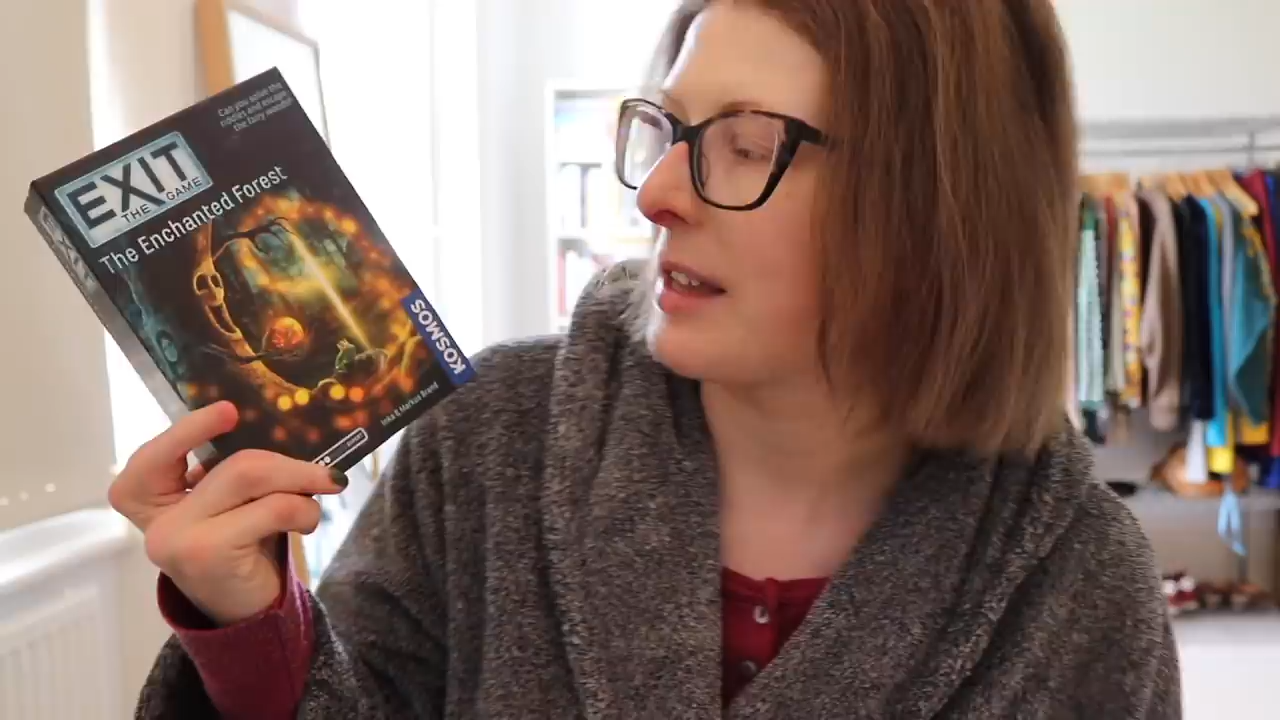 Can you solve the
riddles and escape
the fairy woods?
EXIT
THE GAME
The Enchanted Forest
KOSMOS
Inka & Markus Brand